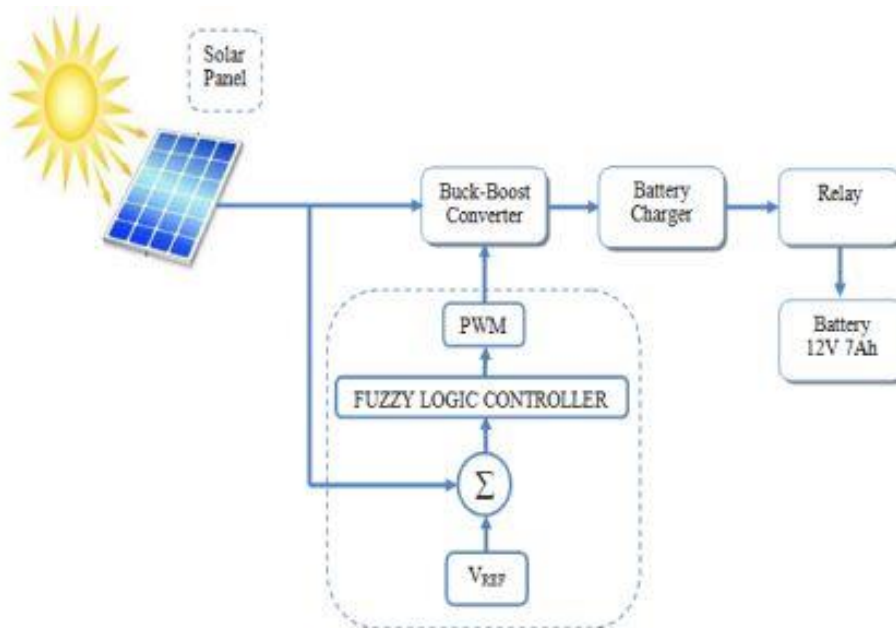 Solar
Panel
Buck-Boost
Converter
Battery
Charger
Relay
PWM
Battery
12V 7Ah
FUZZY LOGIC CONTROLLER
Σ
VREF